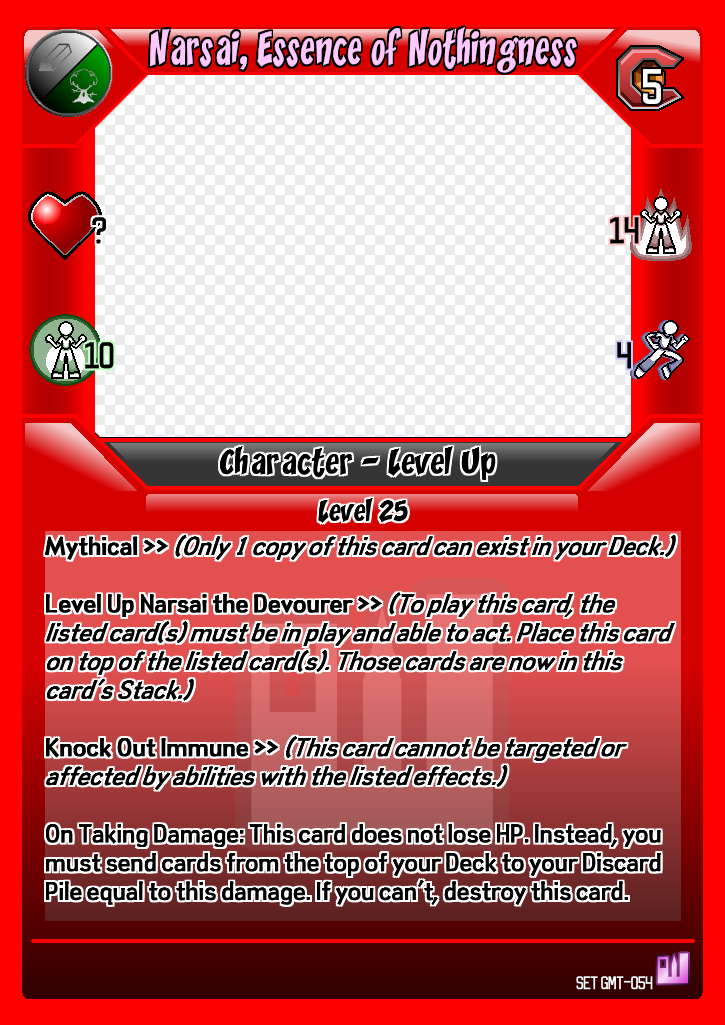 Narsai, Essence of Nothingness
5
?
14
10
4
Character - Level Up
Level 25
Mythical >> (Only 1 copy of this card can exist in your Deck.)
Level Up Narsai the Devourer >> (To play this card, the
listed card(s) must be in play and able to act. Place this card
on top of the listed card(s). Those cards are now in this
card's Stack.)
Knock Out Immune >> (This card cannot be targeted or
affected by abilities with the listed effects.)
On Taking Damage: This card does not lose HP. Instead, you
must send cards from the top of your Deck to your Discard
Pile equal to this damage. If you can't, destroy this card.
SET GMT-054